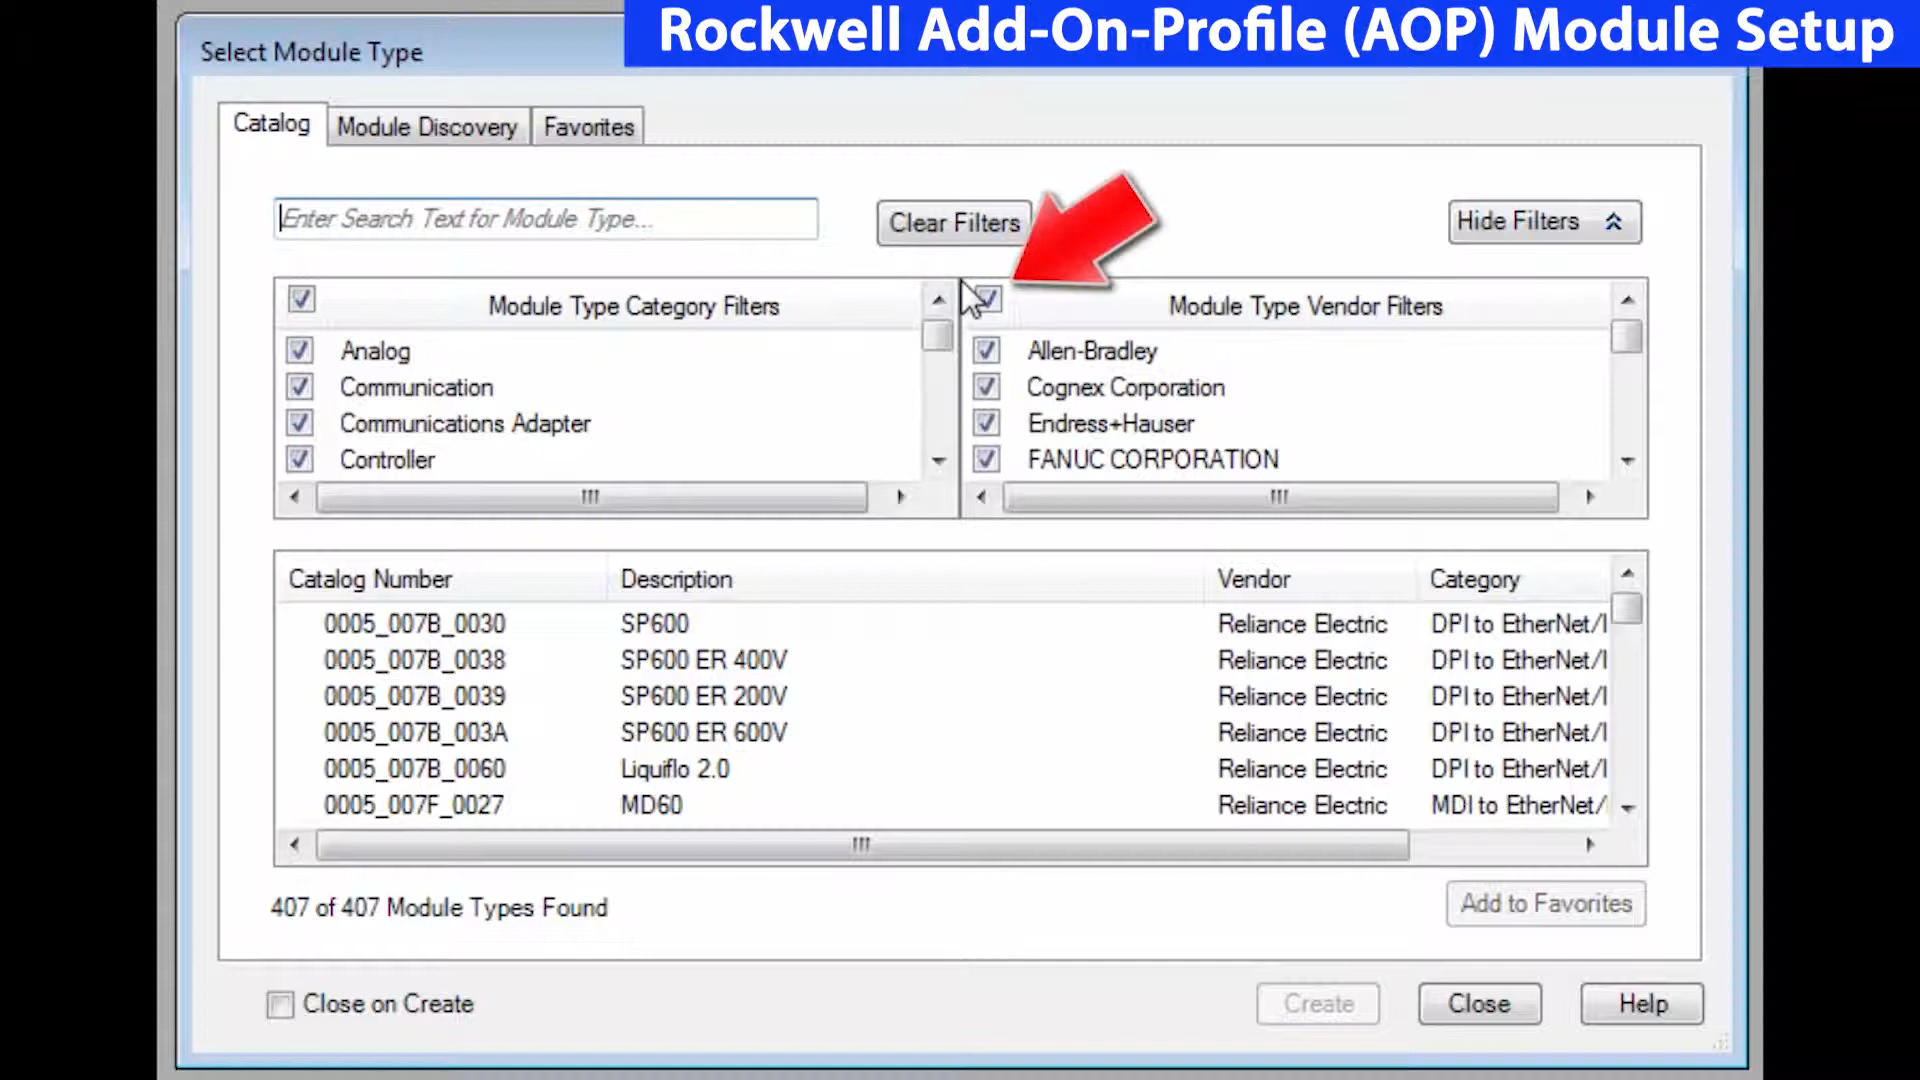 Rockwell Add-On-Profile (AOP) Module Setup
Select Module Type
Catalog Module Discovery Favorites
Enter Search Text for Module Type...
Clear Filters
Hide Filters
Module Type Category Filters
Analog
Communication
Communications Adapter
Controller
Module Type Vendor Filters
Allen-Bradley
Cognex Corporation
Endress+Hauser
FANUC CORPORATION
Catalog Number Description Vendor Category
0005_007B_0030 SP600 Reliance Electric DPI to EtherNet/I
0005_007B_0038 SP600 ER 400V Reliance Electric DPI to EtherNet/I
0005_007B_0039 SP600 ER 200V Reliance Electric DPI to EtherNet/I
0005_007B_003A SP600 ER 600V Reliance Electric DPI to EtherNet/I
0005_007B_0060 Liquiflo 2.0 Reliance Electric DPI to EtherNet/I
0005_007F_0027 MD60 Reliance Electric MDI to EtherNet/
407 of 407 Module Types Found
Add to Favorites
Close on Create
Create Close Help